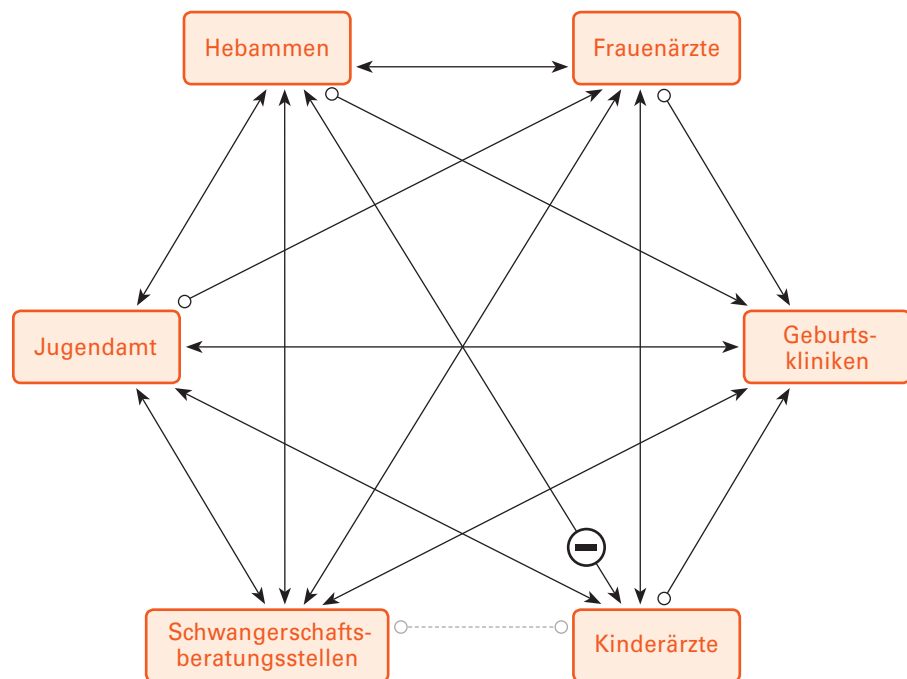 Hebammen
Frauenärzte
Jugendamt
Geburts-
kliniken
Schwangerschafts-
beratungsstellen
Kinderärzte